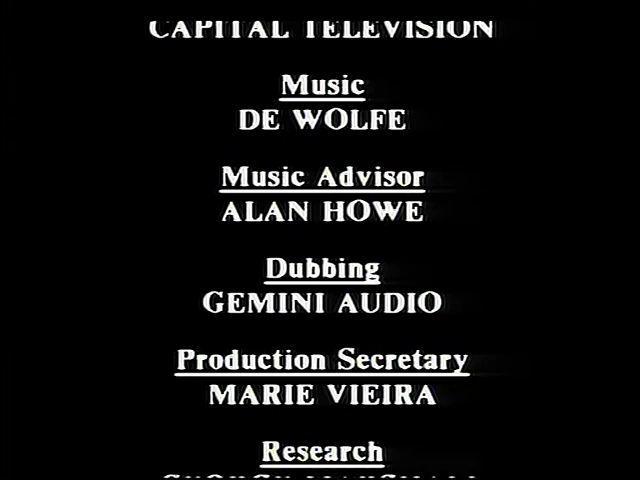 CAPITAL TELEVISION
Music
DE WOLFE
Music Advisor
ALAN HOWE
Dubbing
GEMINI AUDIO
Production Secretary
MARIE VIEIRA
Research